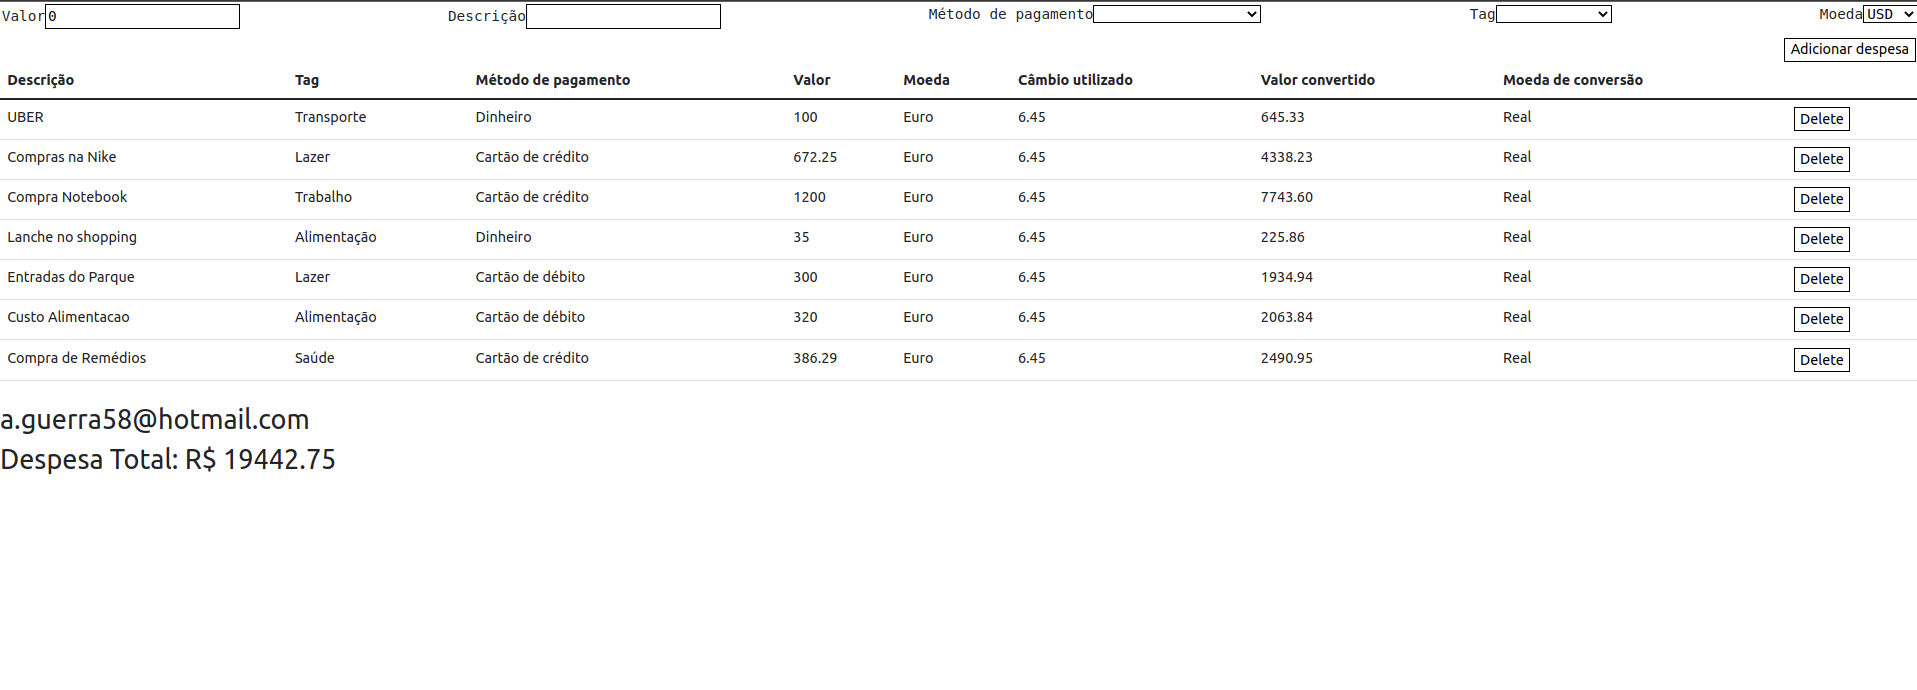 Valor 0 Descrição Método de pagamento Tag Moeda USD
Adicionar despesa
Descrição Tag Método de pagamento Valor Moeda Câmbio utilizado Valor convertido Moeda de conversão
UBER Transporte Dinheiro 100 Euro 6.45 645.33 Real Delete
Compras na Nike Lazer Cartão de crédito 672.25 Euro 6.45 4338.23 Real Delete
Compra Notebook Trabalho Cartão de crédito 1200 Euro 6.45 7743.60 Real Delete
Lanche no shopping Alimentação Dinheiro 35 Euro 6.45 225.86 Real Delete
Entradas do Parque Lazer Cartão de débito 300 Euro 6.45 1934.94 Real Delete
Custo Alimentacao Alimentação Cartão de débito 320 Euro 6.45 2063.84 Real Delete
Compra de Remédios Saúde Cartão de crédito 386.29 Euro 6.45 2490.95 Real Delete
a.guerra58@hotmail.com
Despesa Total: R$ 19442.75